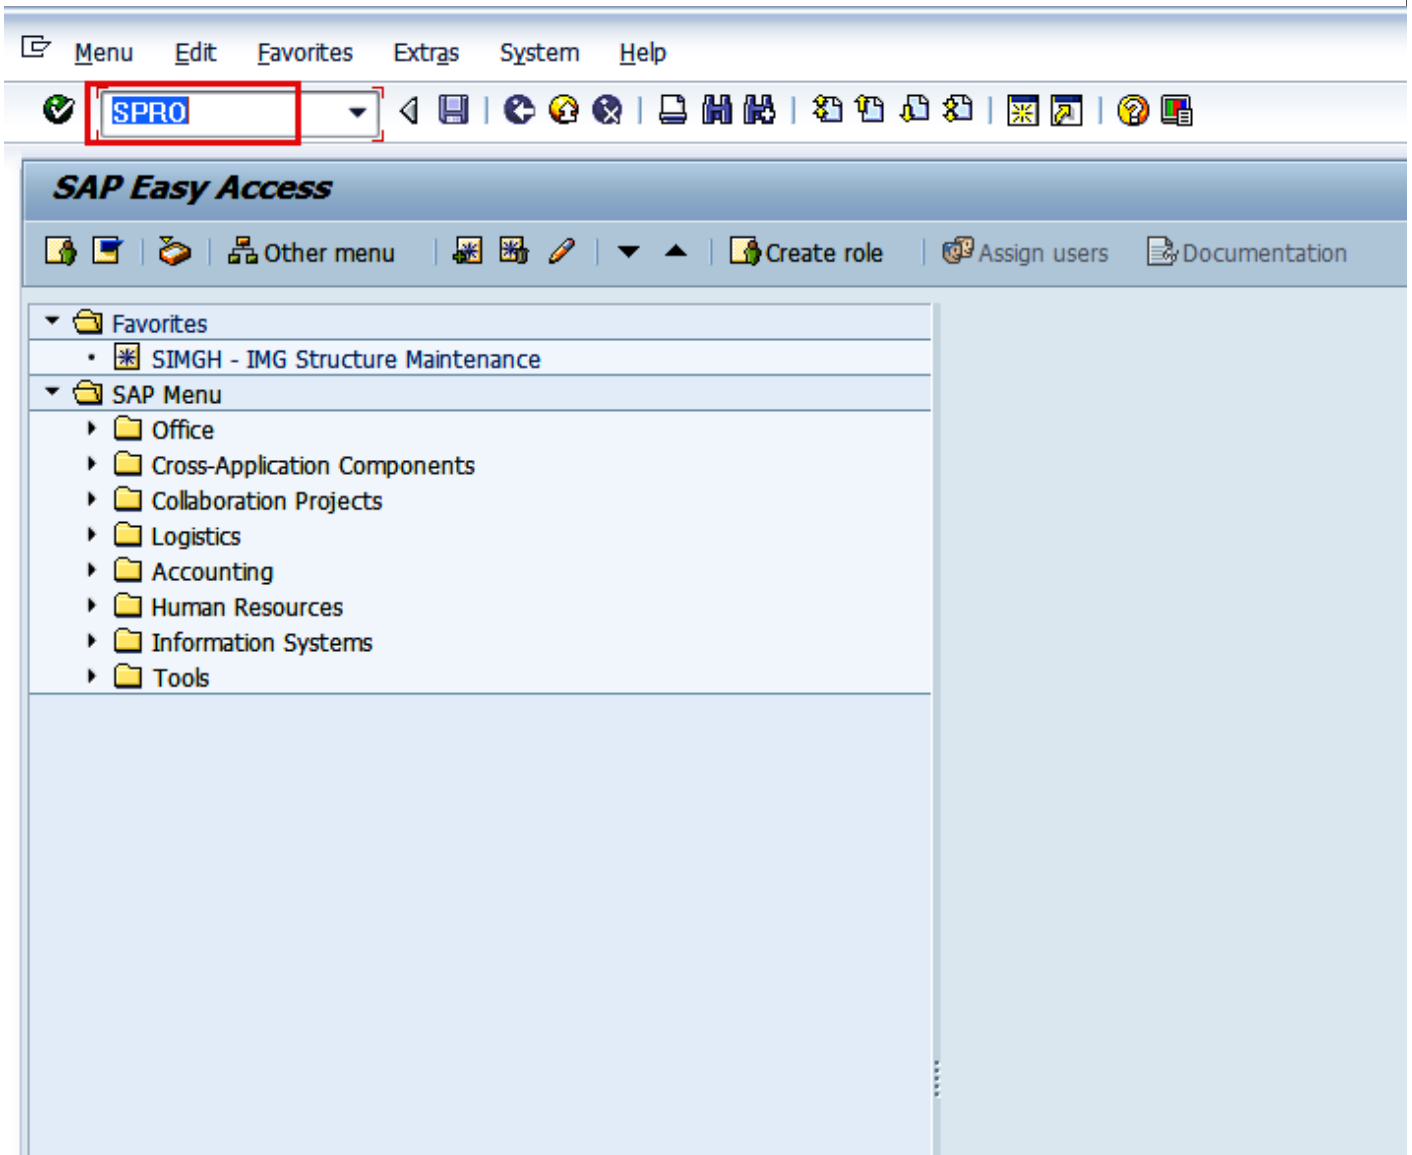 Menu Edit Favorites Extras System Help
SPRO
SAP Easy Access
Other menu Create role Assign users Documentation
Favorites
SIMGH - IMG Structure Maintenance
SAP Menu
Office
Cross-Application Components
Collaboration Projects
Logistics
Accounting
Human Resources
Information Systems
Tools